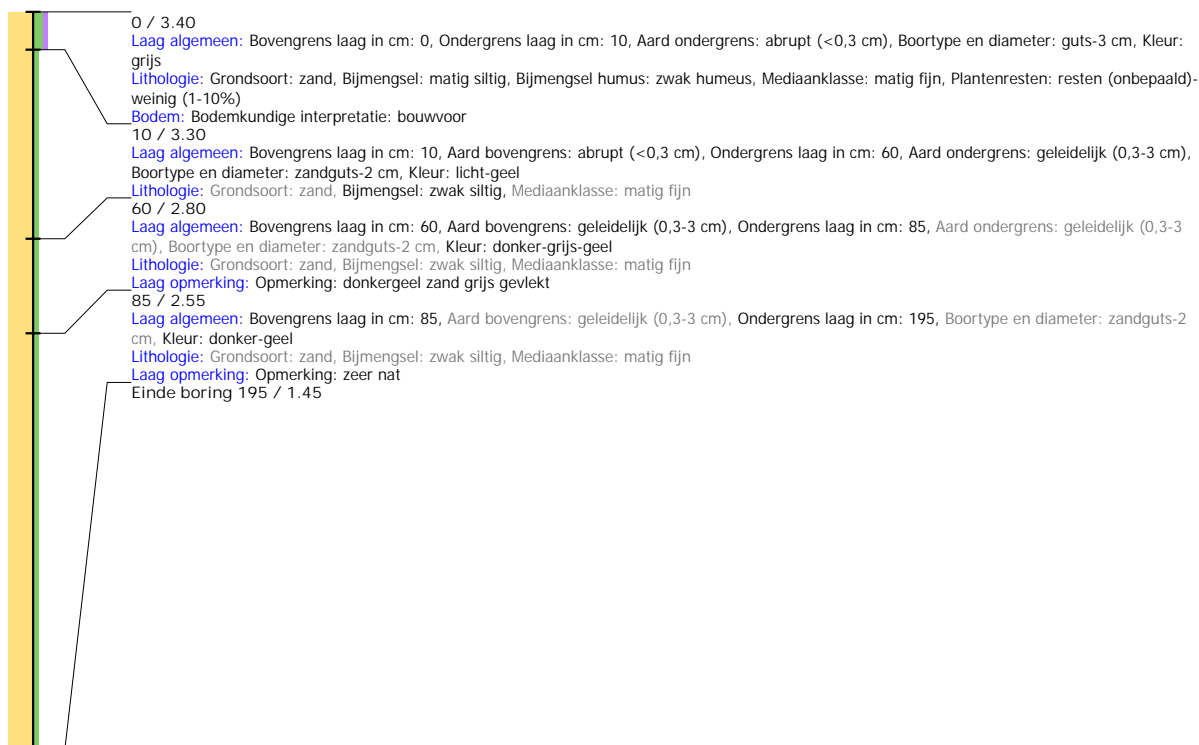 0 / 3.40
Laag algemeen: Bovengrens laag in cm: 0, Ondergrens laag in cm: 10, Aard ondergrens: abrupt (<0,3 cm), Boortype en diameter: guts-3 cm, Kleur:
grijs
Lithologie: Grondsoort: zand, Bijmengsel: matig siltig, Bijmengsel humus: zwak humeus, Mediaanklasse: matig fijn, Plantenresten: resten (onbepaald)-
weinig (1-10%)
Bodem: Bodemkundige interpretatie: bouwvoor
10 / 3.30
Laag algemeen: Bovengrens laag in cm: 10, Aard bovengrens: abrupt (<0,3 cm), Ondergrens laag in cm: 60, Aard ondergrens: geleidelijk (0,3-3 cm),
Boortype en diameter: zandguts-2 cm, Kleur: licht-geel
Lithologie: Grondsoort: zand, Bijmengsel: zwak siltig, Mediaanklasse: matig fijn
60 / 2.80
Laag algemeen: Bovengrens laag in cm: 60, Aard bovengrens: geleidelijk (0,3-3 cm), Ondergrens laag in cm: 85, Aard ondergrens: geleidelijk (0,3-3
cm), Boortype en diameter: zandguts-2 cm, Kleur: donker-grijs-geel
Lithologie: Grondsoort: zand, Bijmengsel: zwak siltig, Mediaanklasse: matig fijn
Laag opmerking: Opmerking: donkergeel zand grijs gevlekt
85 / 2.55
Laag algemeen: Bovengrens laag in cm: 85, Aard bovengrens: geleidelijk (0,3-3 cm), Ondergrens laag in cm: 195, Boortype en diameter: zandguts-2
cm, Kleur: donker-geel
Lithologie: Grondsoort: zand, Bijmengsel: zwak siltig, Mediaanklasse: matig fijn
Laag opmerking: Opmerking: zeer nat
Einde boring 195 / 1.45